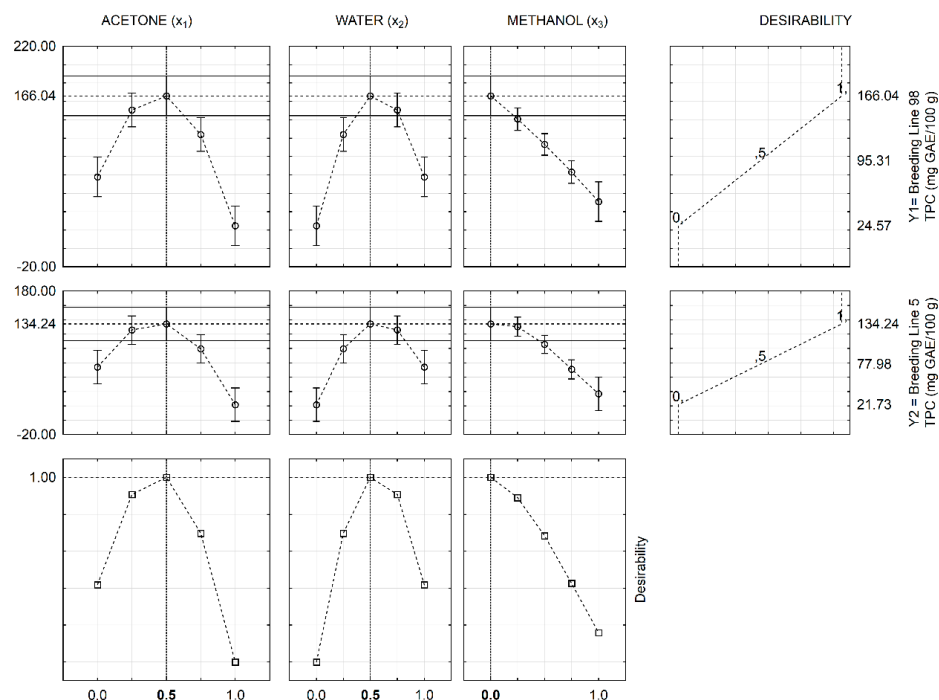 ACETONE (x₁) WATER (x₂) METHANOL (x₃) DESIRABILITY
220.00
166.04
-20.00
0,
,5
1,
166.04
95.31
24.57
Y1= Breeding Line 98
TPC (mg GAE/100 g)
180.00
134.24
-20.00
0,
,5
1,
134.24
77.98
21.73
Y2 = Breeding Line 5
TPC (mg GAE/100 g)
1.00
Desirability
0.0 0.5 1.0 0.0 0.5 1.0 0.0 1.0